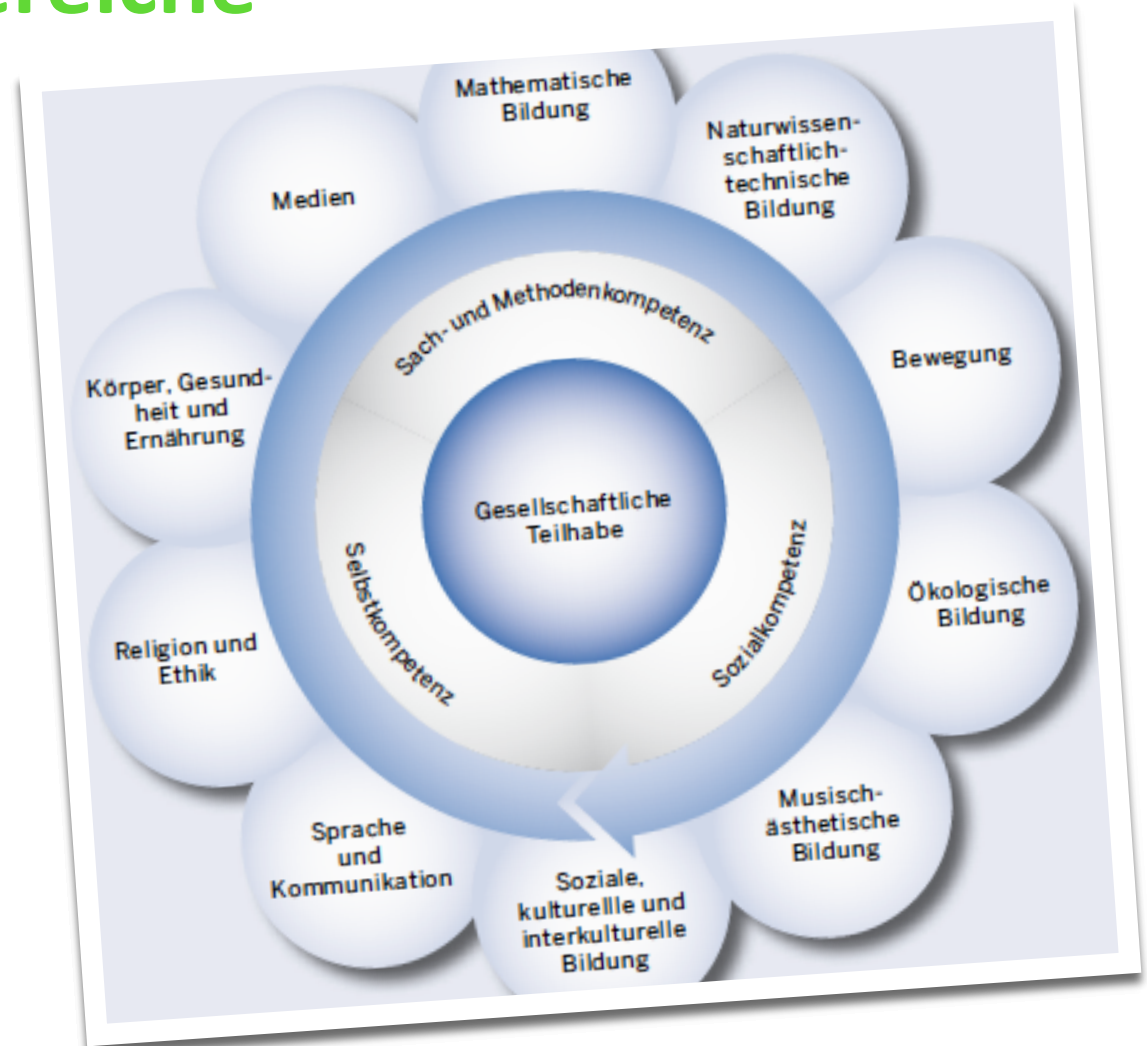 Mathematische
Bildung
Naturwissen-
schaftlich-
technische
Bildung
Medien
Sach- und Methodenkompetenz
Bewegung
Körper, Gesund-
heit und
Ernährung
Gesellschaftliche
Teilhabe
Selbstkompetenz
Sozialkompetenz
Ökologische
Bildung
Religion und
Ethik
Musisch-
ästhetische
Bildung
Sprache
und
Kommunikation
Soziale,
kulturellle und
interkulturelle
Bildung